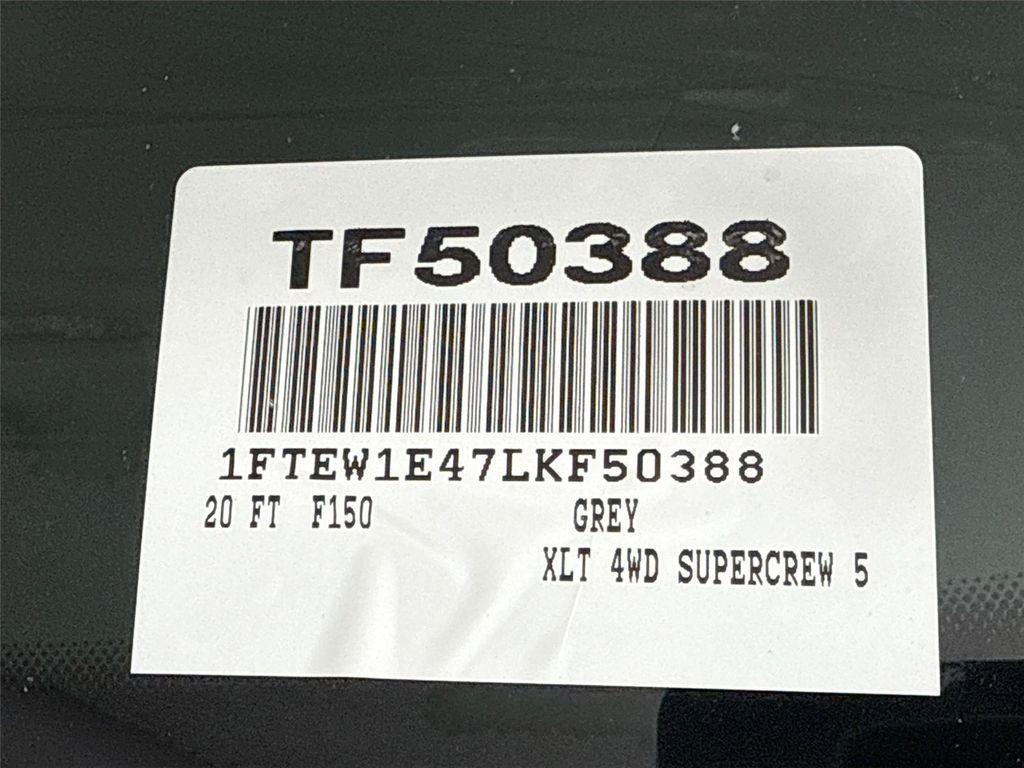 TF50388
1FTEW1E47LKF50388
20 FT F150 GREY
XLT 4WD SUPERCREW 5